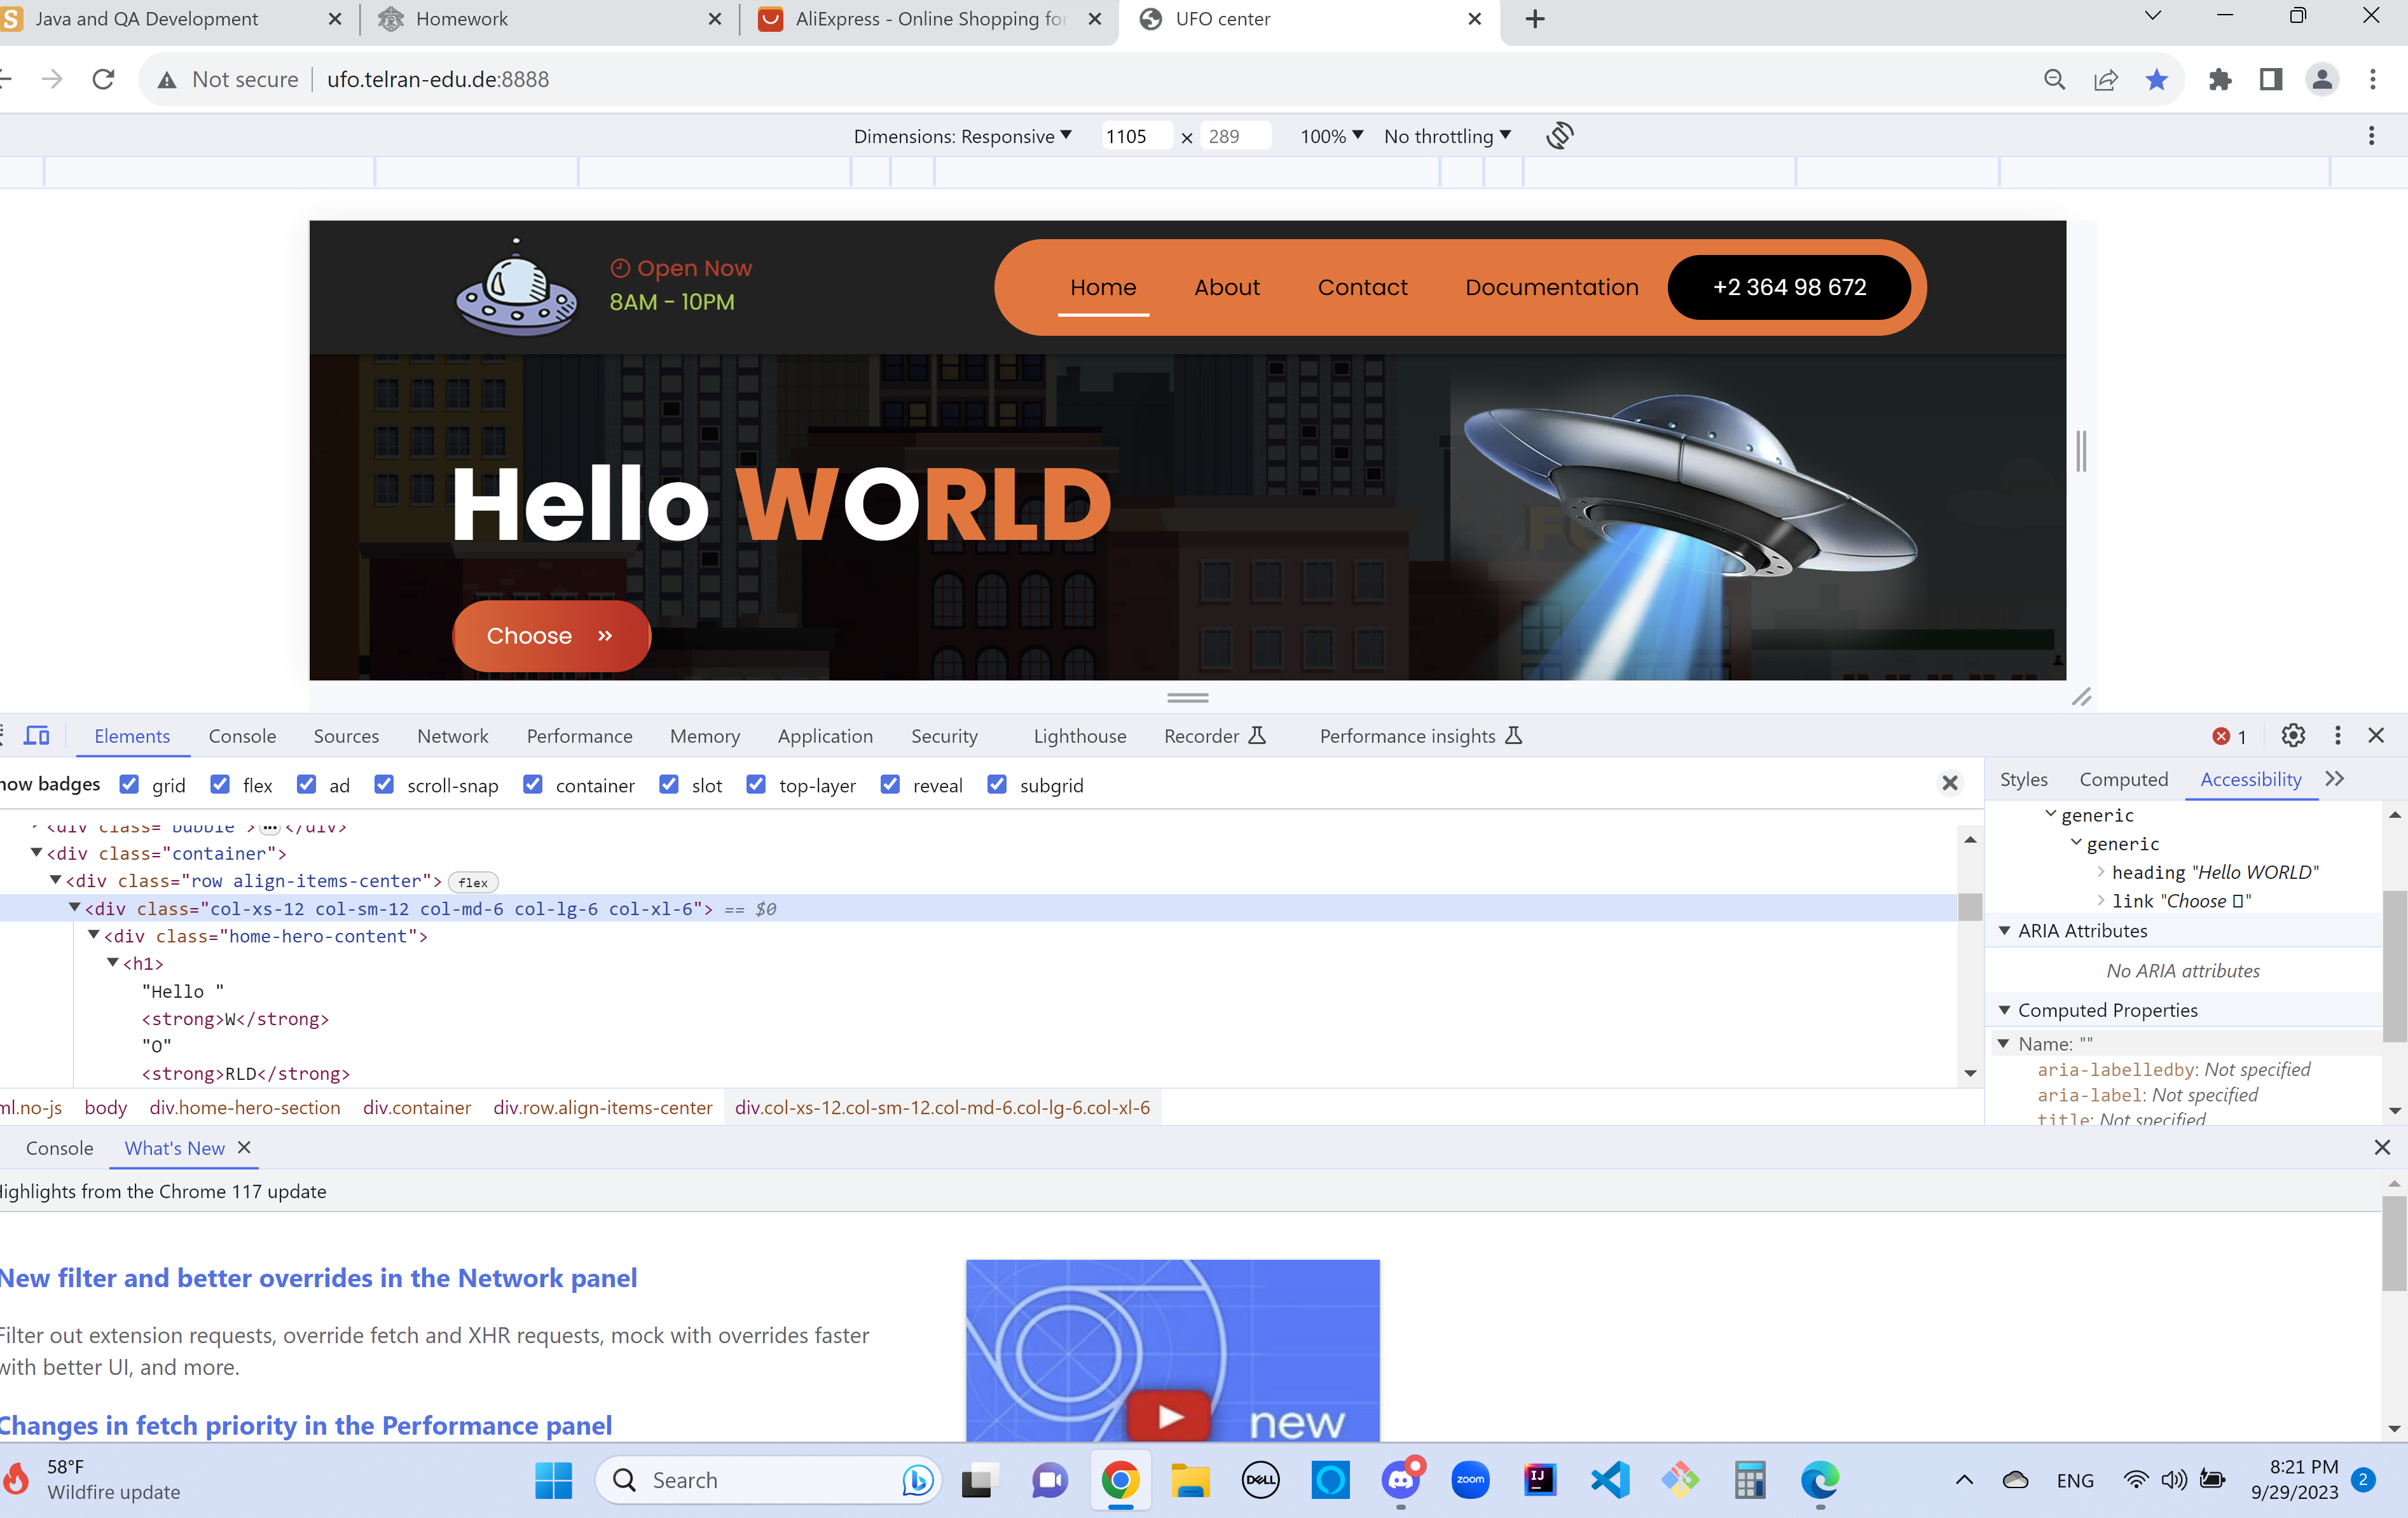 Java and QA Development
Homework
AliExpress - Online Shopping for
UFO center
Not secure
ufo.telran-edu.de:8888
Dimensions: Responsive
1105 × 289
100%
No throttling
Open Now
8AM - 10PM
Home
About
Contact
Documentation
+2 364 98 672
Hello WORLD
Choose »
Elements
Console
Sources
Network
Performance
Memory
Application
Security
Lighthouse
Recorder
Performance insights
1
how badges
grid
flex
ad
scroll-snap
container
slot
top-layer
reveal
subgrid
Styles
Computed
Accessibility
<div class="bubble">…</div>
<div class="container">
<div class="row align-items-center"> flex
<div class="col-xs-12 col-sm-12 col-md-6 col-lg-6 col-xl-6"> == $0
<div class="home-hero-content">
<h1>
"Hello "
<strong>W</strong>
"O"
<strong>RLD</strong>
generic
generic
heading "Hello WORLD"
link "Choose "
ARIA Attributes
No ARIA attributes
Computed Properties
Name: ""
aria-labelledby: Not specified
aria-label: Not specified
title: Not specified
ml.no-js
body
div.home-hero-section
div.container
div.row.align-items-center
div.col-xs-12.col-sm-12.col-md-6.col-lg-6.col-xl-6
Console
What's New
Highlights from the Chrome 117 update
New filter and better overrides in the Network panel
Filter out extension requests, override fetch and XHR requests, mock with overrides faster
with better UI, and more.
Changes in fetch priority in the Performance panel
new
58°F
Wildfire update
Search
DELL
zoom
IJ
ENG
8:21 PM
9/29/2023
2